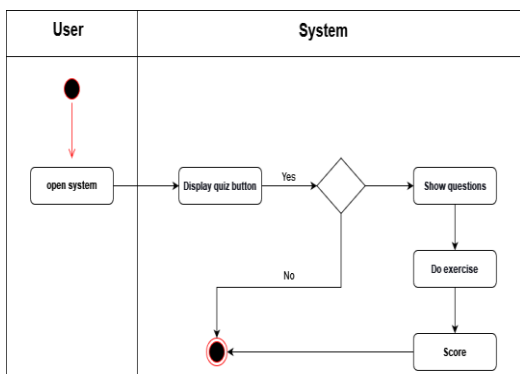 User
System
open system
Display quiz button
Yes
Show questions
Do exercise
No
Score